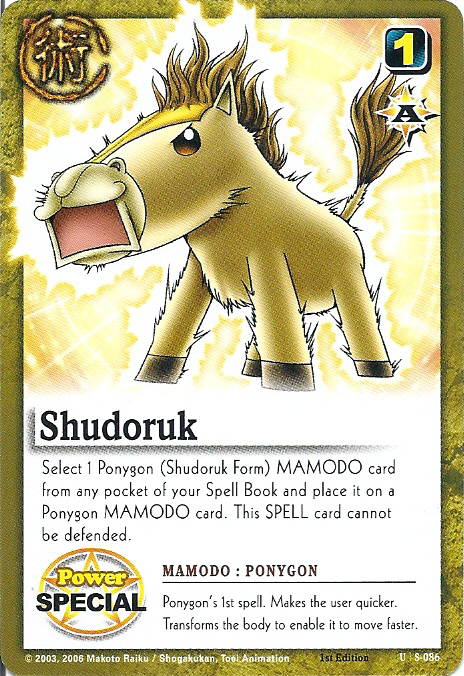 術
1
A
Shudoruk
Select 1 Ponygon (Shudoruk Form) MAMODO card
from any pocket of your Spell Book and place it on a
Ponygon MAMODO card. This SPELL card cannot
be defended.
Power
SPECIAL
MAMODO : PONYGON
Ponygon's 1st spell. Makes the user quicker.
Transforms the body to enable it to move faster.
© 2003, 2006 Makoto Raiku / Shogakukan, Toei Animation 1st Edition U S-086